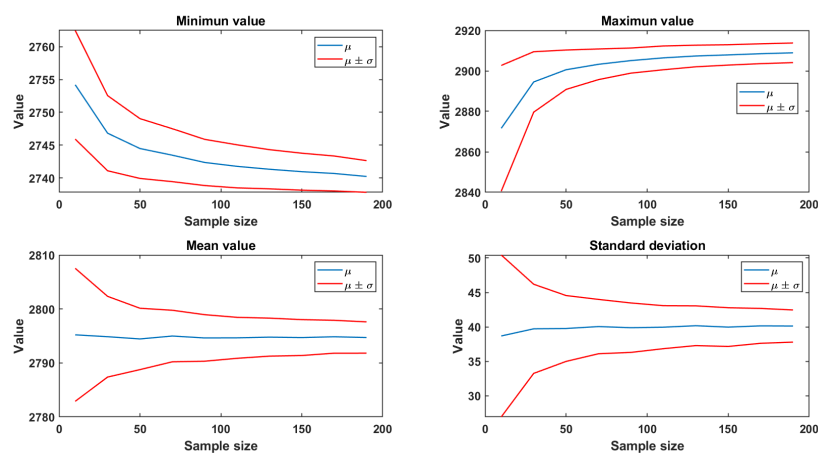 Minimun value
2760
2755
2750
2745
2740
Value
μ
μ ± σ
0 50 100 150 200
Sample size
Maximun value
2920
2900
2880
2860
2840
Value
μ
μ ± σ
0 50 100 150 200
Sample size
Mean value
2810
2800
2790
2780
Value
μ
μ ± σ
0 50 100 150 200
Sample size
Standard deviation
50
45
40
35
30
Value
μ
μ ± σ
0 50 100 150 200
Sample size